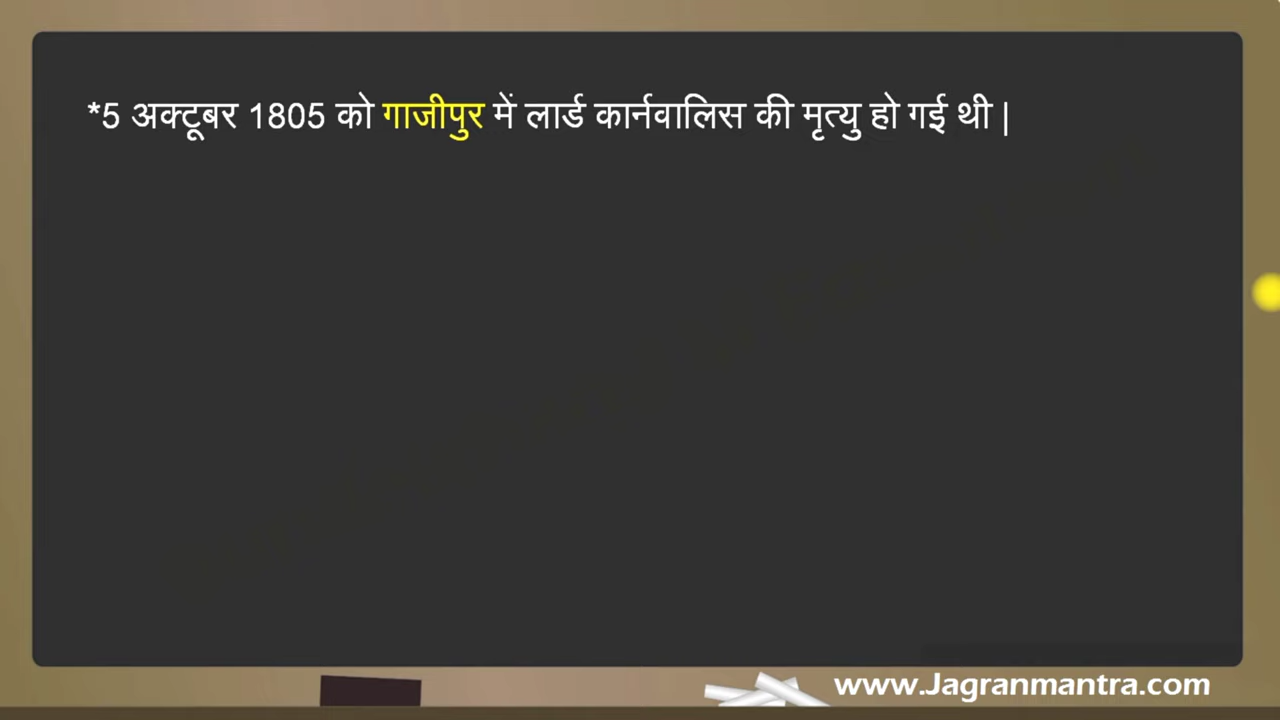 *5 अक्टूबर 1805 को गाजीपुर में लार्ड कार्नवालिस की मृत्यु हो गई थी |
www.Jagranmantra.com